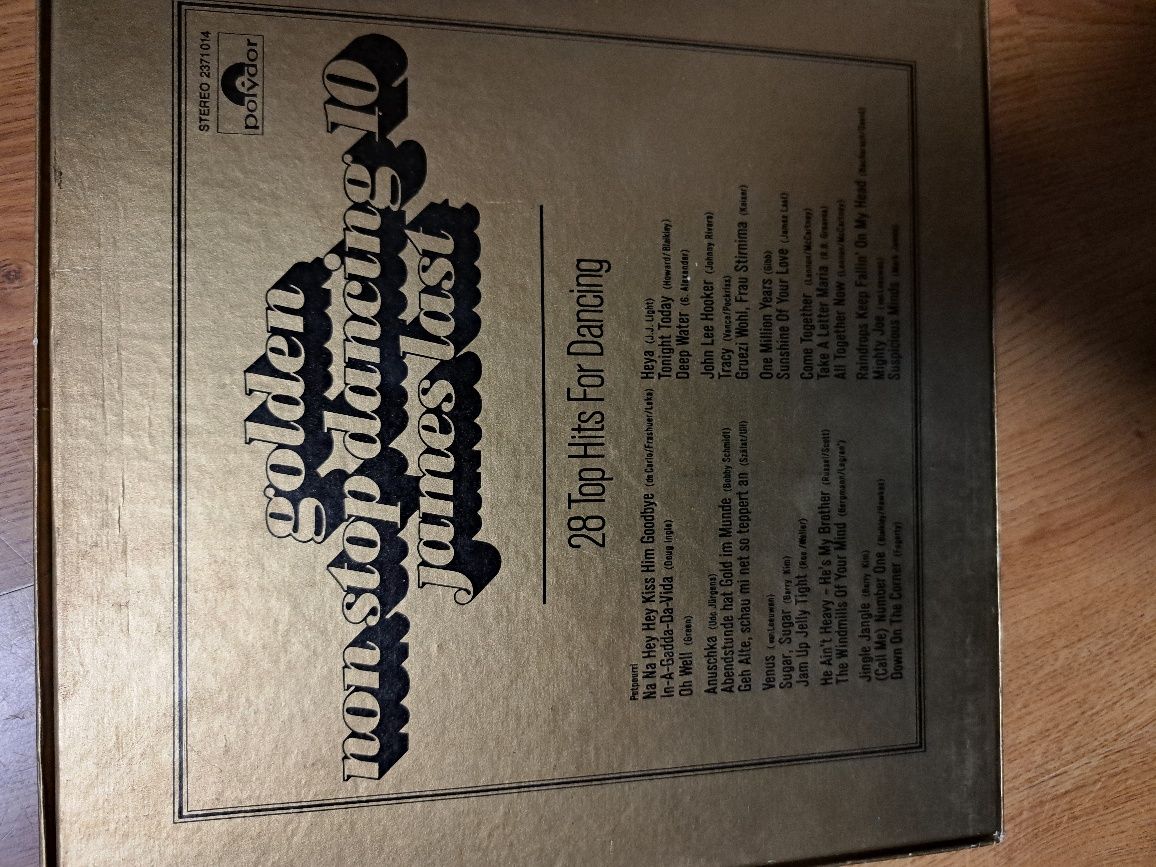 STEREO 2371 014
polydor
golden
non stop dancing 10
james last
28 Top Hits For Dancing
Potpourri
Na Na Hey Hey Kiss Him Goodbye (de Carlo/Frashuer/Leka)
In-A-Gadda-Da-Vida (Doug Ingle)
Oh Well (Green)
Anuschka (Udo Jürgens)
Abendstunde hat Gold im Munde (Bobby Schmidt)
Geh Alte, schau mi net so teppert an
Venus (van Leeuwen)
Sugar, Sugar (Barry Kim)
Jam Up Jelly Tight (Roe/Weller)
He Ain't Heavy - He's My Brother (Russel/Scott)
The Windmills Of Your Mind
Jingle Jangle (Barry Kim)
(Call Me) Number One
Down On The Corner (Fogerty)
Heya (J.J. Light)
Tonight Today (Howard/Blaikley)
Deep Water (G. Alexander)
John Lee Hooker (Johnny Rivers)
Tracy (Vance/Pockriss)
Gruezi Wohl, Frau Stirnima (Kaiser)
One Million Years (Gibb)
Sunshine Of Your Love (James Last)
Come Together (Lennon/McCartney)
Take A Letter Maria (R.B. Greaves)
All Together Now (Lennon/McCartney)
Raindrops Keep Fallin' On My Head (Bacharach/David)
Mighty Joe (van Leeuwen)
Suspicious Minds (Mark James)